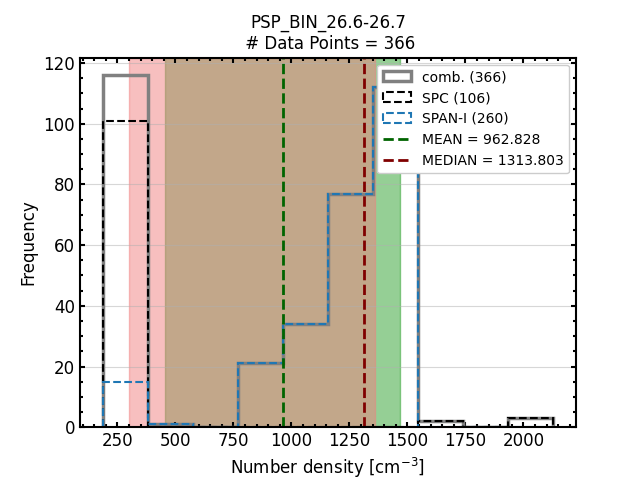 PSP_BIN_26.6-26.7
# Data Points = 366
120
100
80
60
40
20
0
Frequency
comb. (366)
SPC (106)
SPAN-I (260)
MEAN = 962.828
MEDIAN = 1313.803
250 500 750 1000 1250 1500 1750 2000
Number density [cm⁻³]